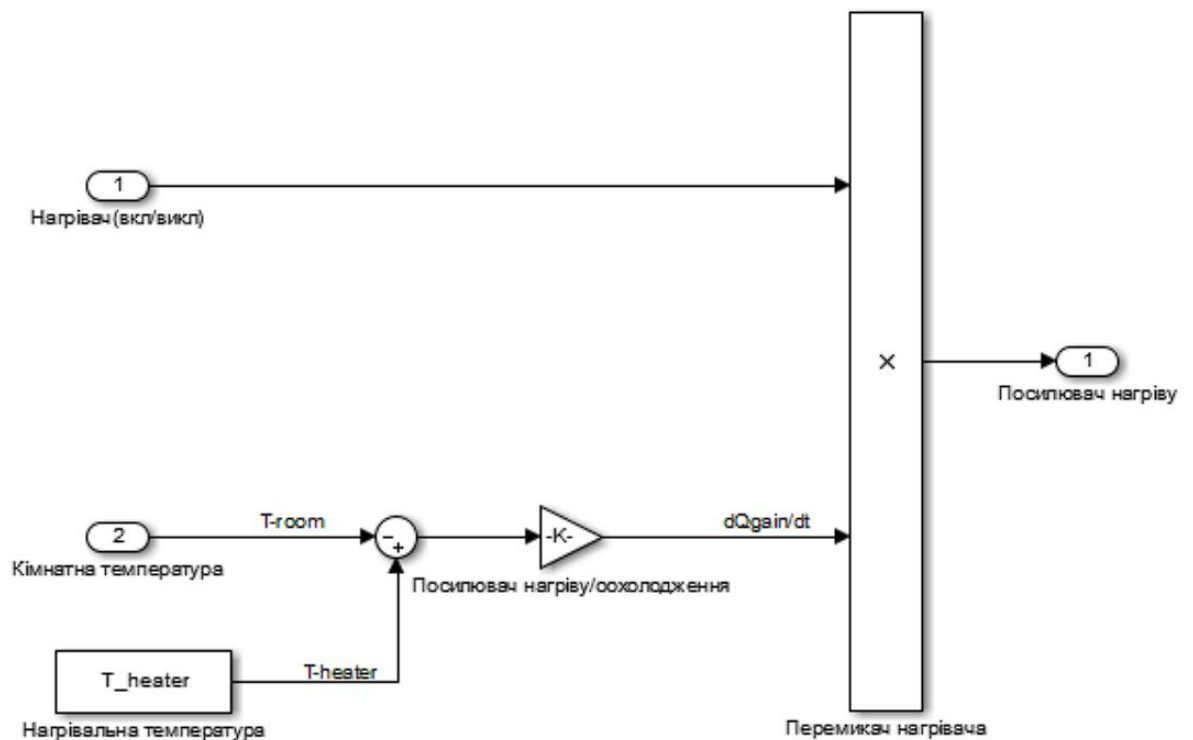 1
Нагрівач(вкл/викл)
×
1
Посилювач нагріву
2
T-room
-
+
-K-
dQgain/dt
Кімнатна температура
Посилювач нагріву/оохолодження
T_heater
T-heater
Нагрівальна температура
Перемикач нагрівача